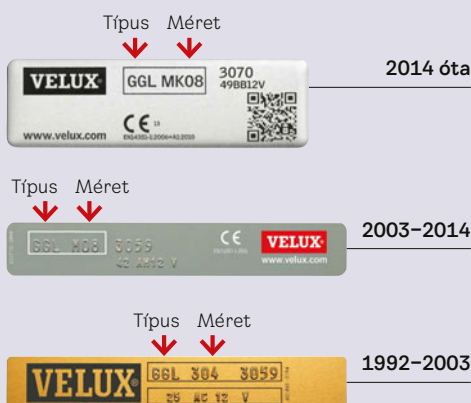 Típus Méret
VELUX GGL MK08 3070
49BB12V
www.velux.com CE
2014 óta
Típus Méret
GGL M08 3059
42 AM12 V
CE VELUX
www.velux.com
2003–2014
Típus Méret
VELUX GGL 304 3059
25 AC 12 V
1992–2003